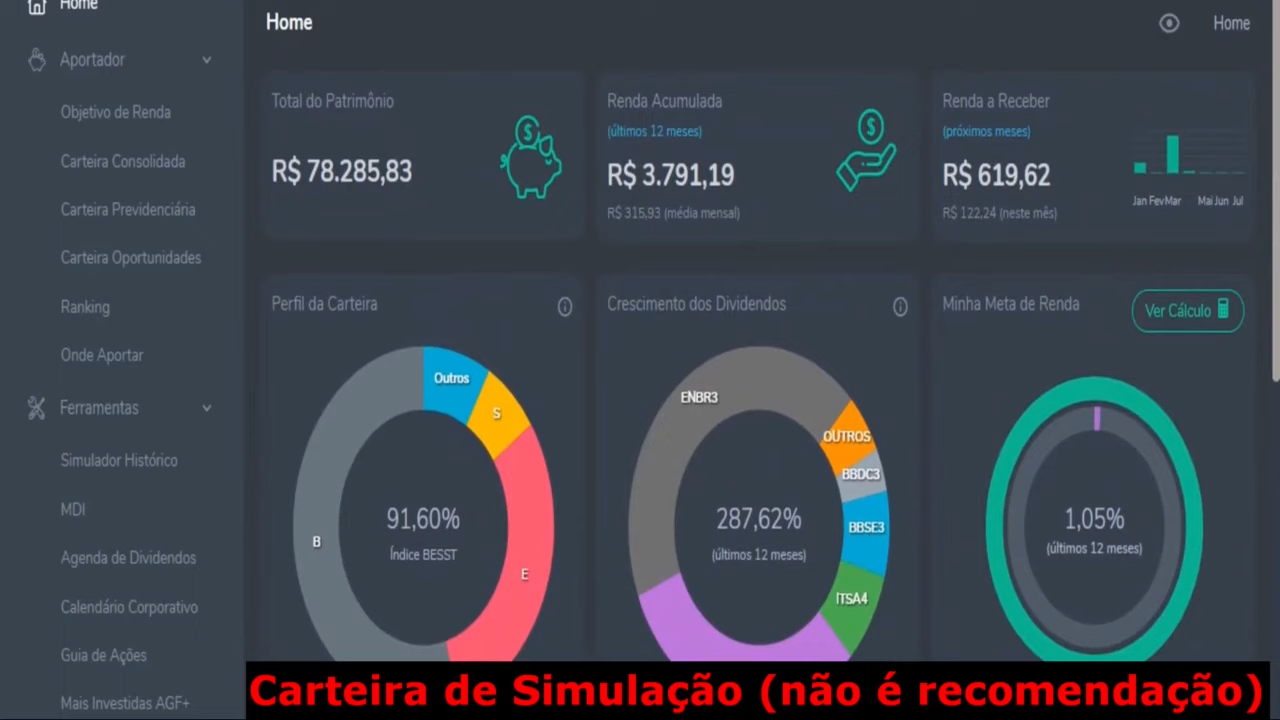 Home
Aportador
Objetivo de Renda
Carteira Consolidada
Carteira Previdenciária
Carteira Oportunidades
Ranking
Onde Aportar
Ferramentas
Simulador Histórico
MDI
Agenda de Dividendos
Calendário Corporativo
Guia de Ações
Mais Investidas AGF+
Home
Home
Total do Patrimônio
R$ 78.285,83
Renda Acumulada
(últimos 12 meses)
R$ 3.791,19
R$ 315,93 (média mensal)
Renda a Receber
(próximos meses)
R$ 619,62
R$ 122,24 (neste mês)
Jan Fev Mar Mai Jun Jul
Perfil da Carteira
Outros
S
E
B
91,60%
Índice BESST
Crescimento dos Dividendos
ENBR3
OUTROS
BBDC3
BBSE3
ITSA4
287,62%
(últimos 12 meses)
Minha Meta de Renda
Ver Cálculo
1,05%
(últimos 12 meses)
Carteira de Simulação (não é recomendação)